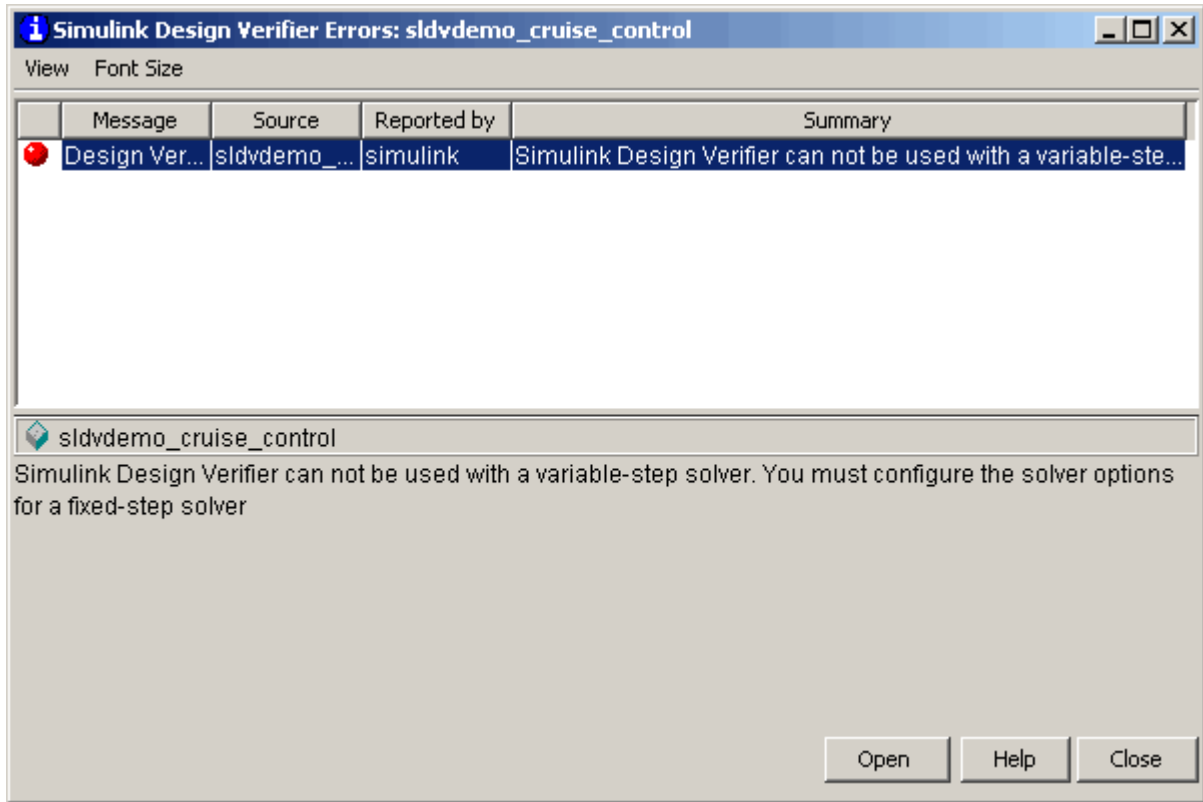 Simulink Design Verifier Errors: sldvdemo_cruise_control
View Font Size
Message Source Reported by Summary
Design Ver... sldvdemo_... simulink Simulink Design Verifier can not be used with a variable-ste...
sldvdemo_cruise_control
Simulink Design Verifier can not be used with a variable-step solver. You must configure the solver options
for a fixed-step solver
Open Help Close